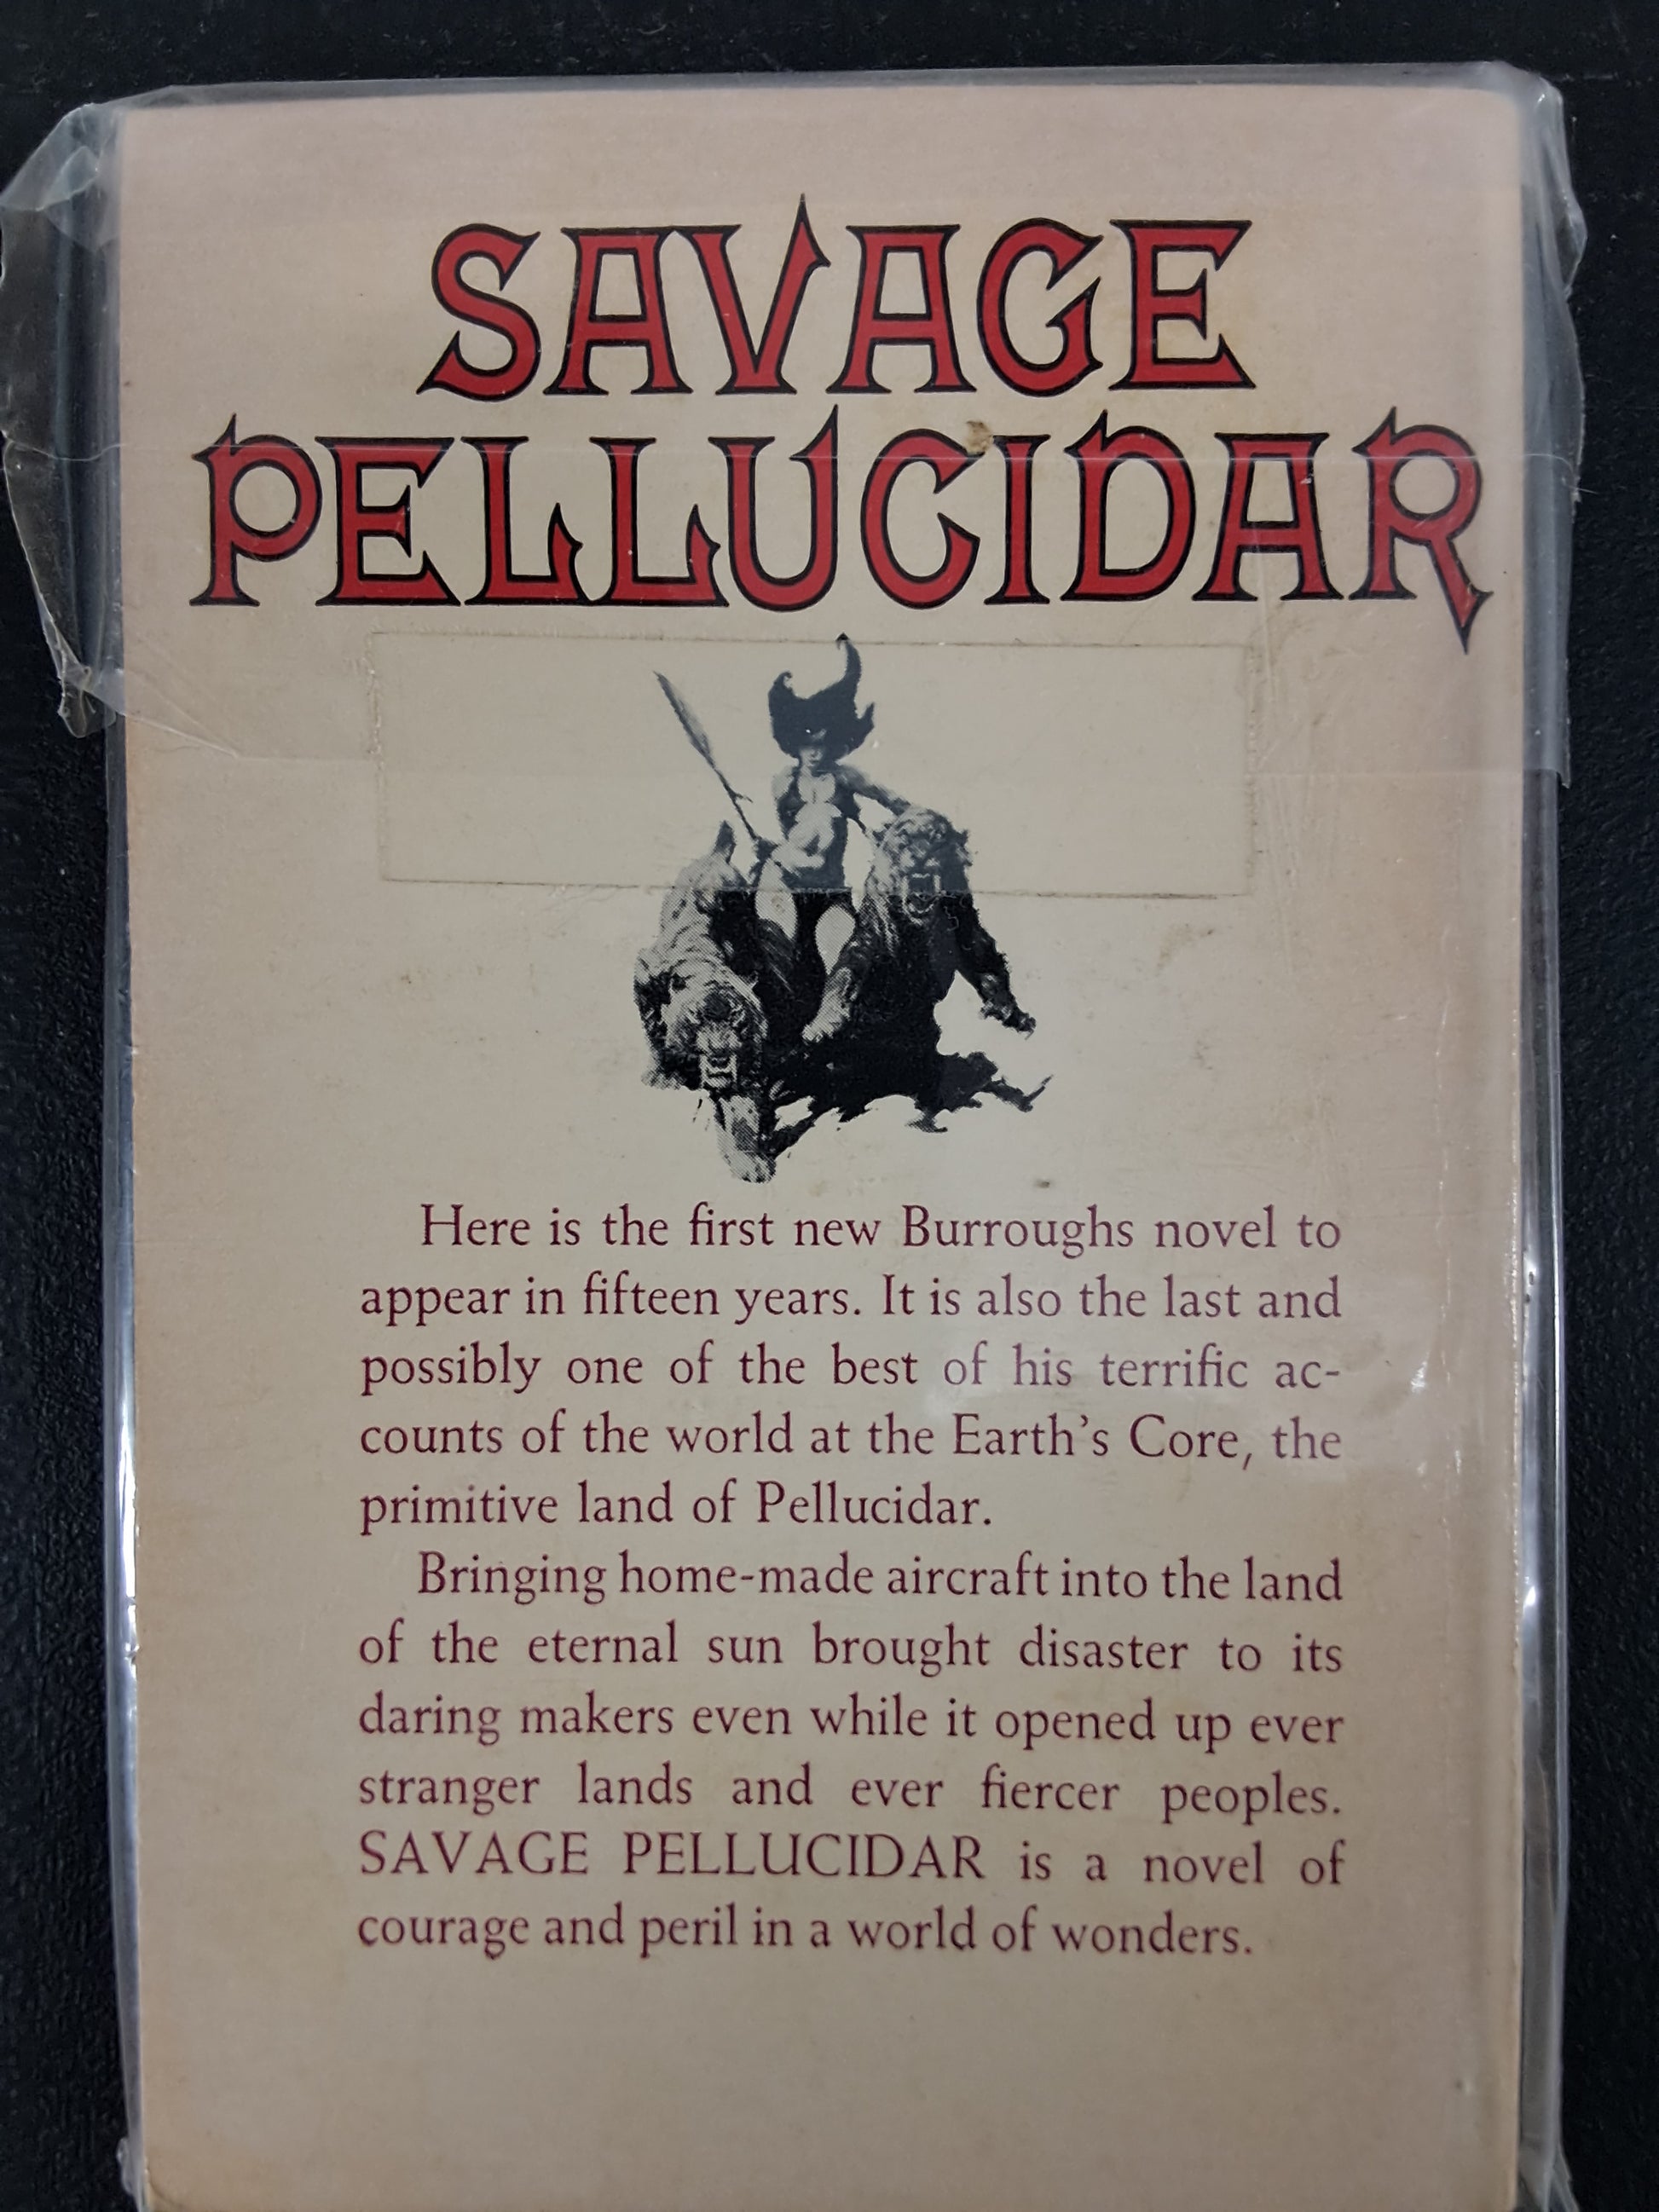 SAVAGE
PELLUCIDAR
Here is the first new Burroughs novel to
appear in fifteen years. It is also the last and
possibly one of the best of his terrific ac-
counts of the world at the Earth's Core, the
primitive land of Pellucidar.
Bringing home-made aircraft into the land
of the eternal sun brought disaster to its
daring makers even while it opened up ever
stranger lands and ever fiercer peoples.
SAVAGE PELLUCIDAR is a novel of
courage and peril in a world of wonders.